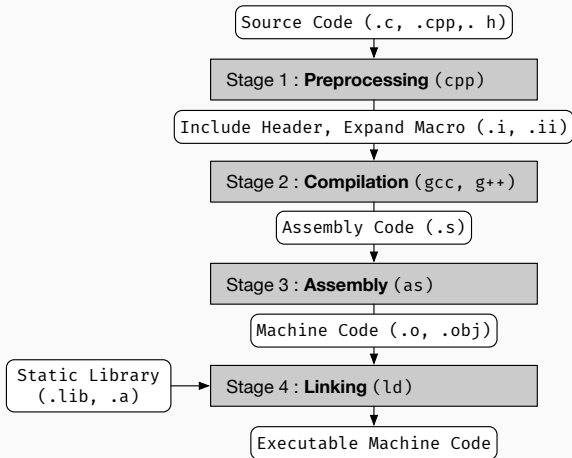 Source Code (.c, .cpp,. h)
Stage 1 : Preprocessing (cpp)
Include Header, Expand Macro (.i, .ii)
Stage 2 : Compilation (gcc, g++)
Assembly Code (.s)
Stage 3 : Assembly (as)
Machine Code (.o, .obj)
Static Library
(.lib, .a)
Stage 4 : Linking (ld)
Executable Machine Code